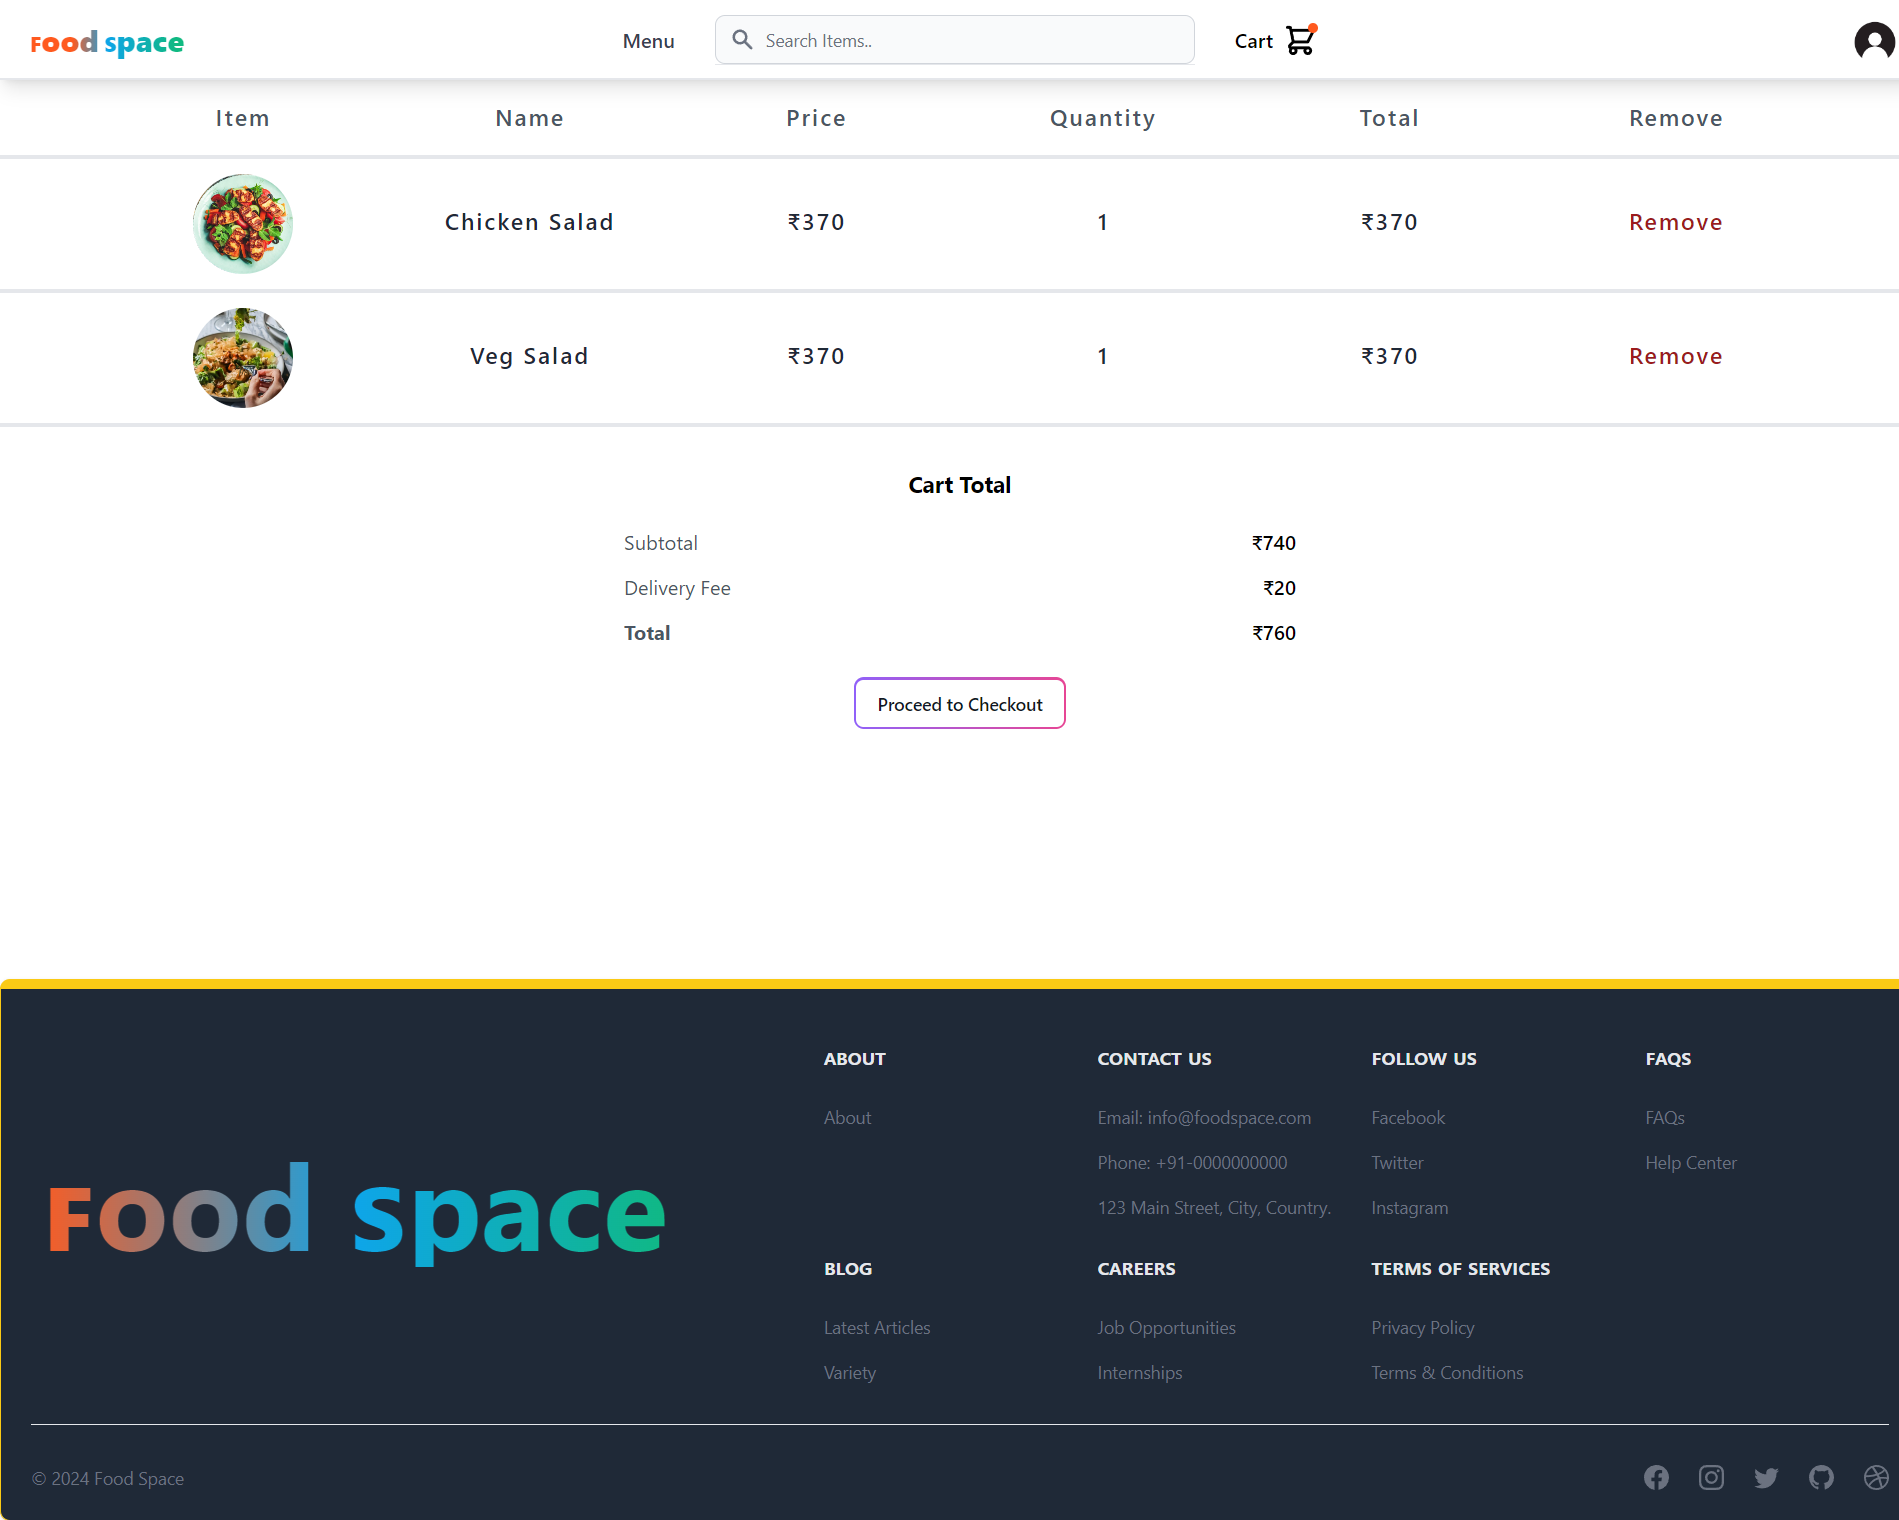 Food space
Menu
Search Items..
Cart
Item Name Price Quantity Total Remove
Chicken Salad ₹370 1 ₹370 Remove
Veg Salad ₹370 1 ₹370 Remove
Cart Total
Subtotal ₹740
Delivery Fee ₹20
Total ₹760
Proceed to Checkout
Food space
ABOUT
About
CONTACT US
Email: info@foodspace.com
Phone: +91-0000000000
123 Main Street, City, Country.
FOLLOW US
Facebook
Twitter
Instagram
FAQS
FAQs
Help Center
BLOG
Latest Articles
Variety
CAREERS
Job Opportunities
Internships
TERMS OF SERVICES
Privacy Policy
Terms & Conditions
© 2024 Food Space